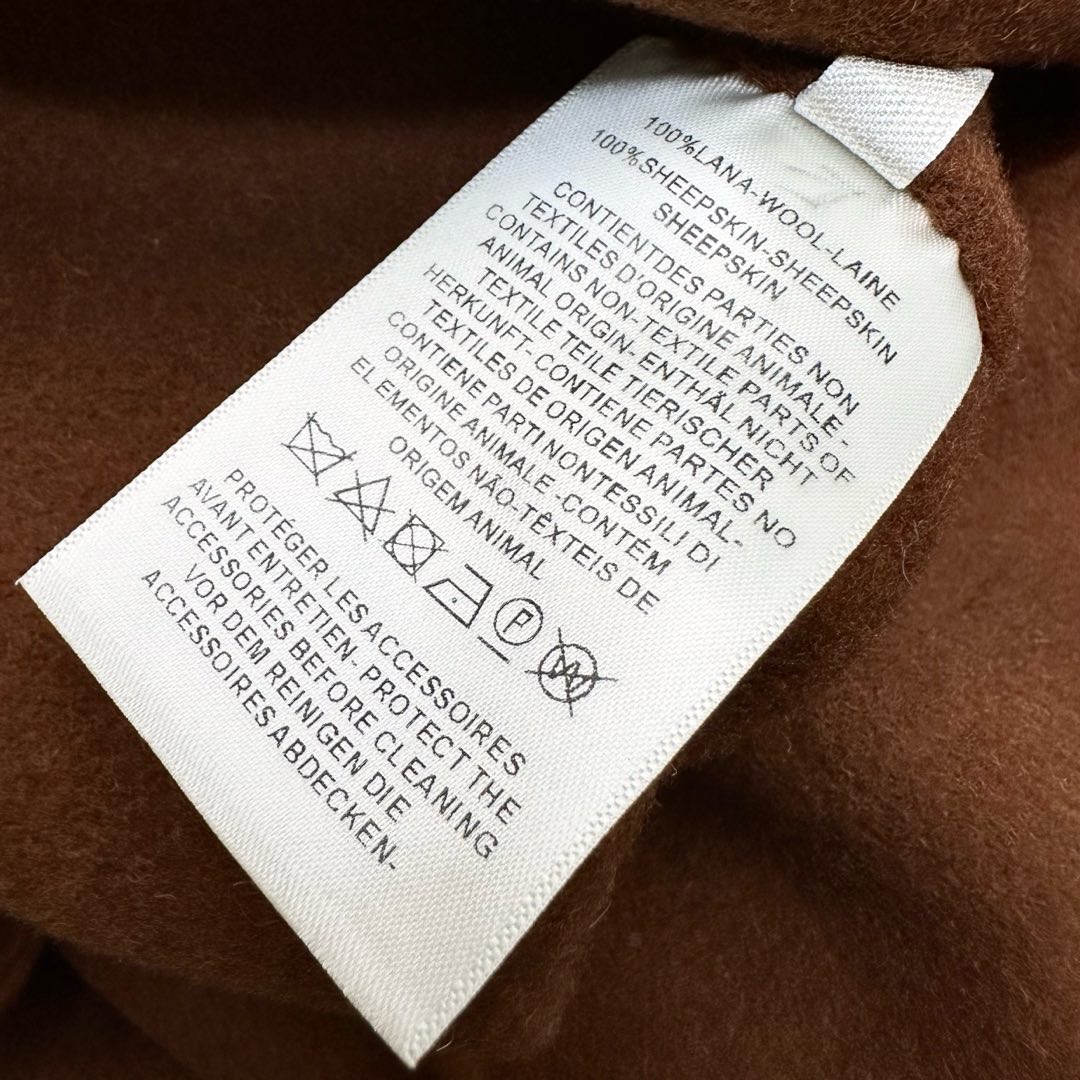 100%LANA-WOOL-LAINE
100%SHEEPSKIN-SHEEPSKIN
SHEEPSKIN
CONTIENTDES PARTIES NON
TEXTILES D'ORIGINE ANIMALE-
CONTAINS NON-TEXTILE PARTS OF
ANIMAL ORIGIN- ENTHÄL NICHT
TEXTILE TEILE TIERISCHER
HERKUNFT- CONTIENE PARTES NO
TEXTILES DE ORIGEN ANIMAL-
CONTIENE PARTI NONTESSILI DI
ORIGINE ANIMALE -CONTÉM
ELEMENTOS NÃO-TÊXTEIS DE
ORIGEM ANIMAL
P
W
PROTÉGER LES ACCESSOIRES
AVANT ENTRETIEN- PROTECT THE
ACCESSORIES BEFORE CLEANING
VOR DEM REINIGEN DIE
ACCESSOIRES ABDECKEN-